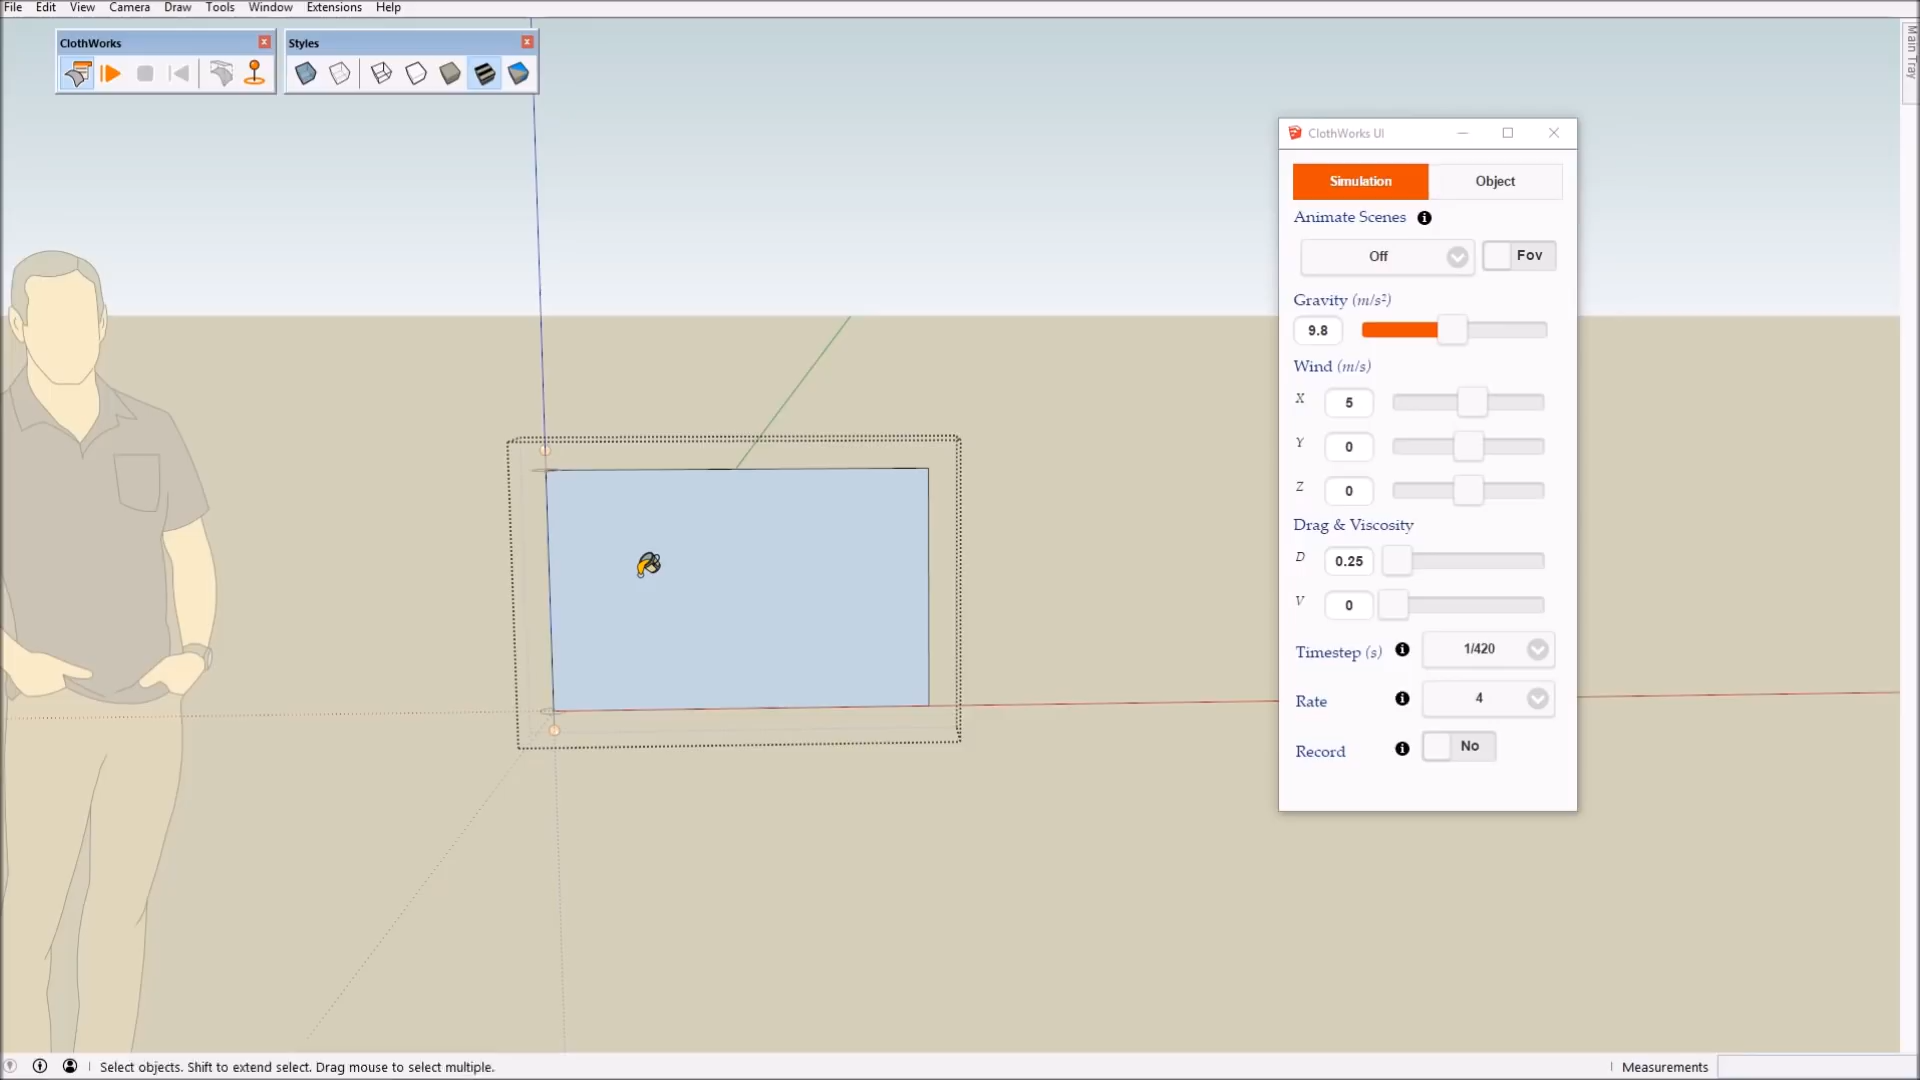 File Edit View Camera Draw Tools Window Extensions Help
ClothWorks
Styles
Main Tray
ClothWorks UI
Simulation Object
Animate Scenes
Off Fov
Gravity (m/s²)
9.8
Wind (m/s)
X 5
Y 0
Z 0
Drag & Viscosity
D 0.25
V 0
Timestep (s) 1/420
Rate 4
Record No
Select objects. Shift to extend select. Drag mouse to select multiple.
Measurements